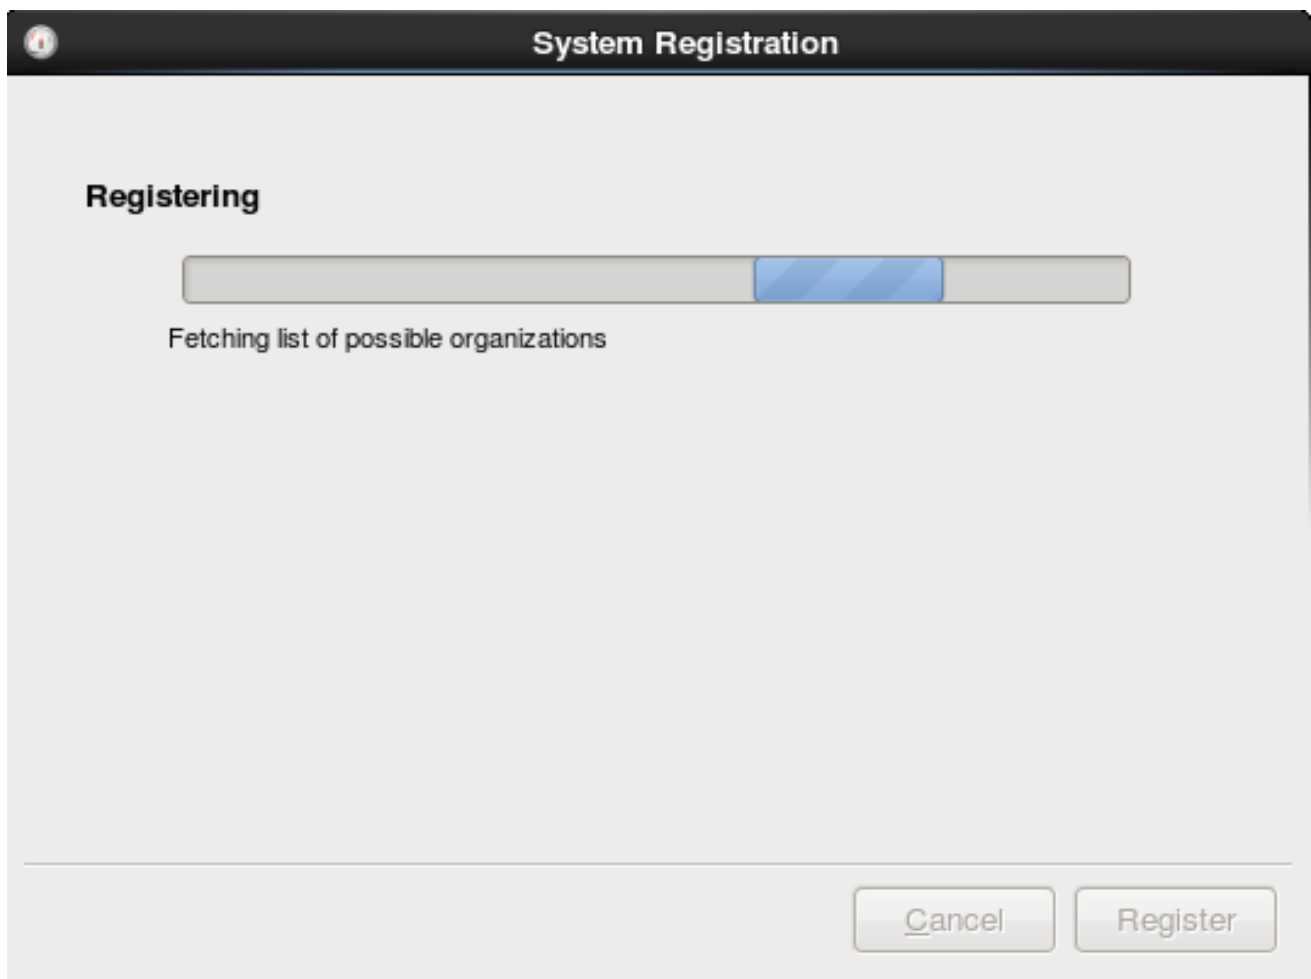 System Registration
Registering
Fetching list of possible organizations
Cancel
Register